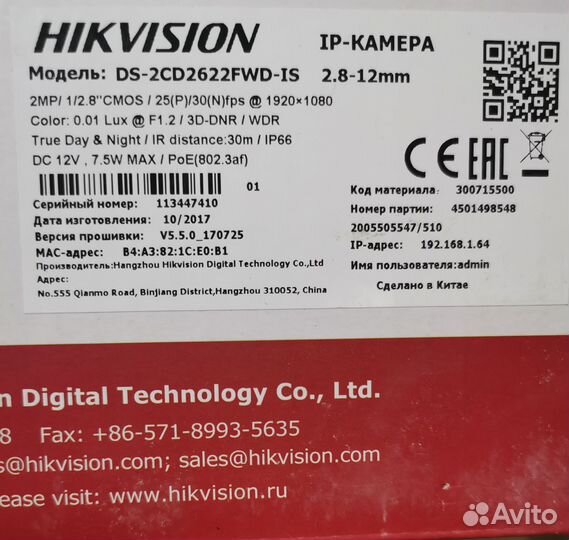 HIKVISION IP-КАМЕРА
Модель: DS-2CD2622FWD-IS 2.8-12mm
2MP/ 1/2.8"CMOS / 25(P)/30(N)fps @ 1920×1080
Color: 0.01 Lux @ F1.2 / 3D-DNR / WDR
True Day & Night / IR distance:30m / IP66
DC 12V , 7.5W MAX / PoE(802.3af)
CE EAC
01
Серийный номер: 113447410
Дата изготовления: 10/2017
Версия прошивки: V5.5.0_170725
MAC-адрес: B4:A3:82:1C:E0:B1
Производитель:Hangzhou Hikvision Digital Technology Co.,Ltd
Адрес:
No.555 Qianmo Road, Binjiang District,Hangzhou 310052, China
Код материала: 300715500
Номер партии: 4501498548
2005505547/510
IP-адрес: 192.168.1.64
Имя пользователя:admin
Сделано в Китае
n Digital Technology Co., Ltd.
8 Fax: +86-571-8993-5635
s@hikvision.com; sales@hikvision.com
ease visit: www.hikvision.ru
Avito